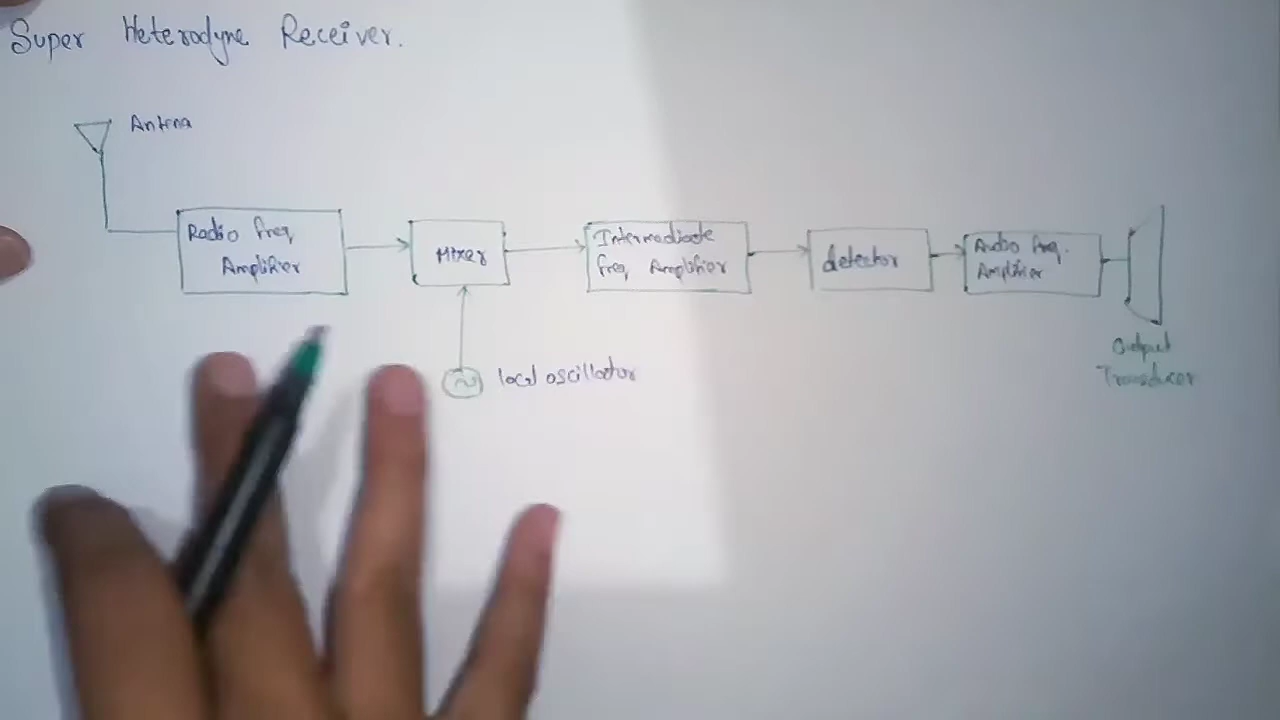 Super Heterodyne Receiver.
Antena
Radio freq
Amplifier
Mixer
Intermediate
freq Amplifier
detector
Audio freq.
Amplifier
local oscillator
Output
Transducer